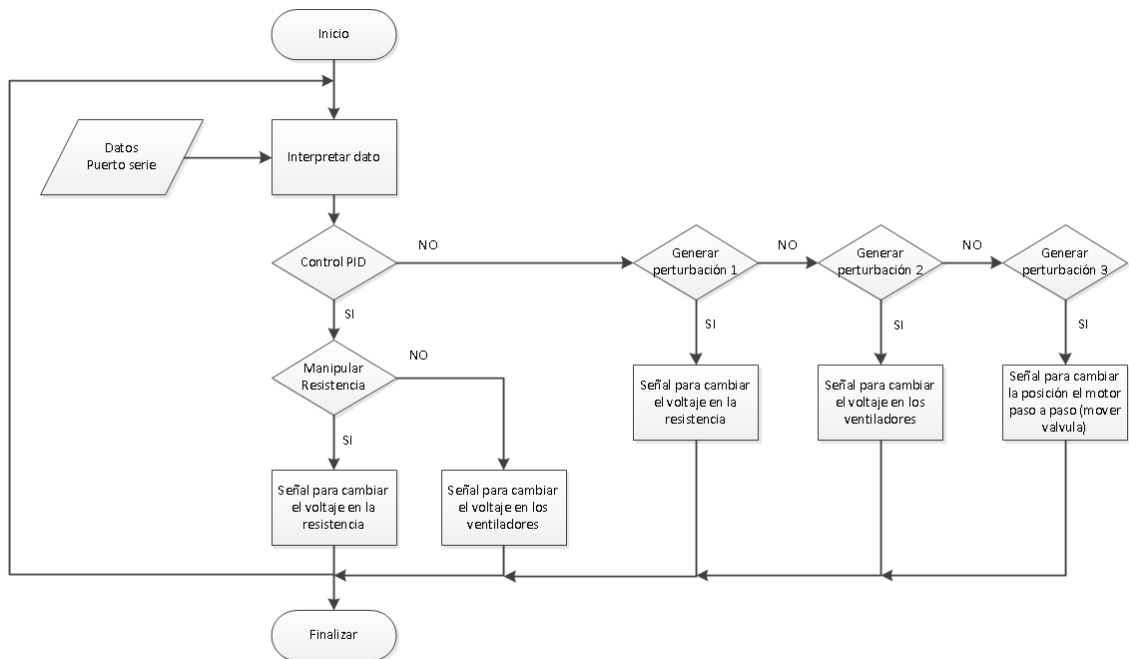 Inicio
Datos
Puerto serie
Interpretar dato
Control PID
NO
Generar
perturbación 1
NO
Generar
perturbación 2
NO
Generar
perturbación 3
SI
SI
SI
SI
Manipular
Resistencia
NO
Señal para cambiar
el voltaje en la
resistencia
Señal para cambiar
el voltaje en los
ventiladores
Señal para cambiar
la posición el motor
paso a paso (mover
valvula)
SI
Señal para cambiar
el voltaje en la
resistencia
Señal para cambiar
el voltaje en los
ventiladores
Finalizar